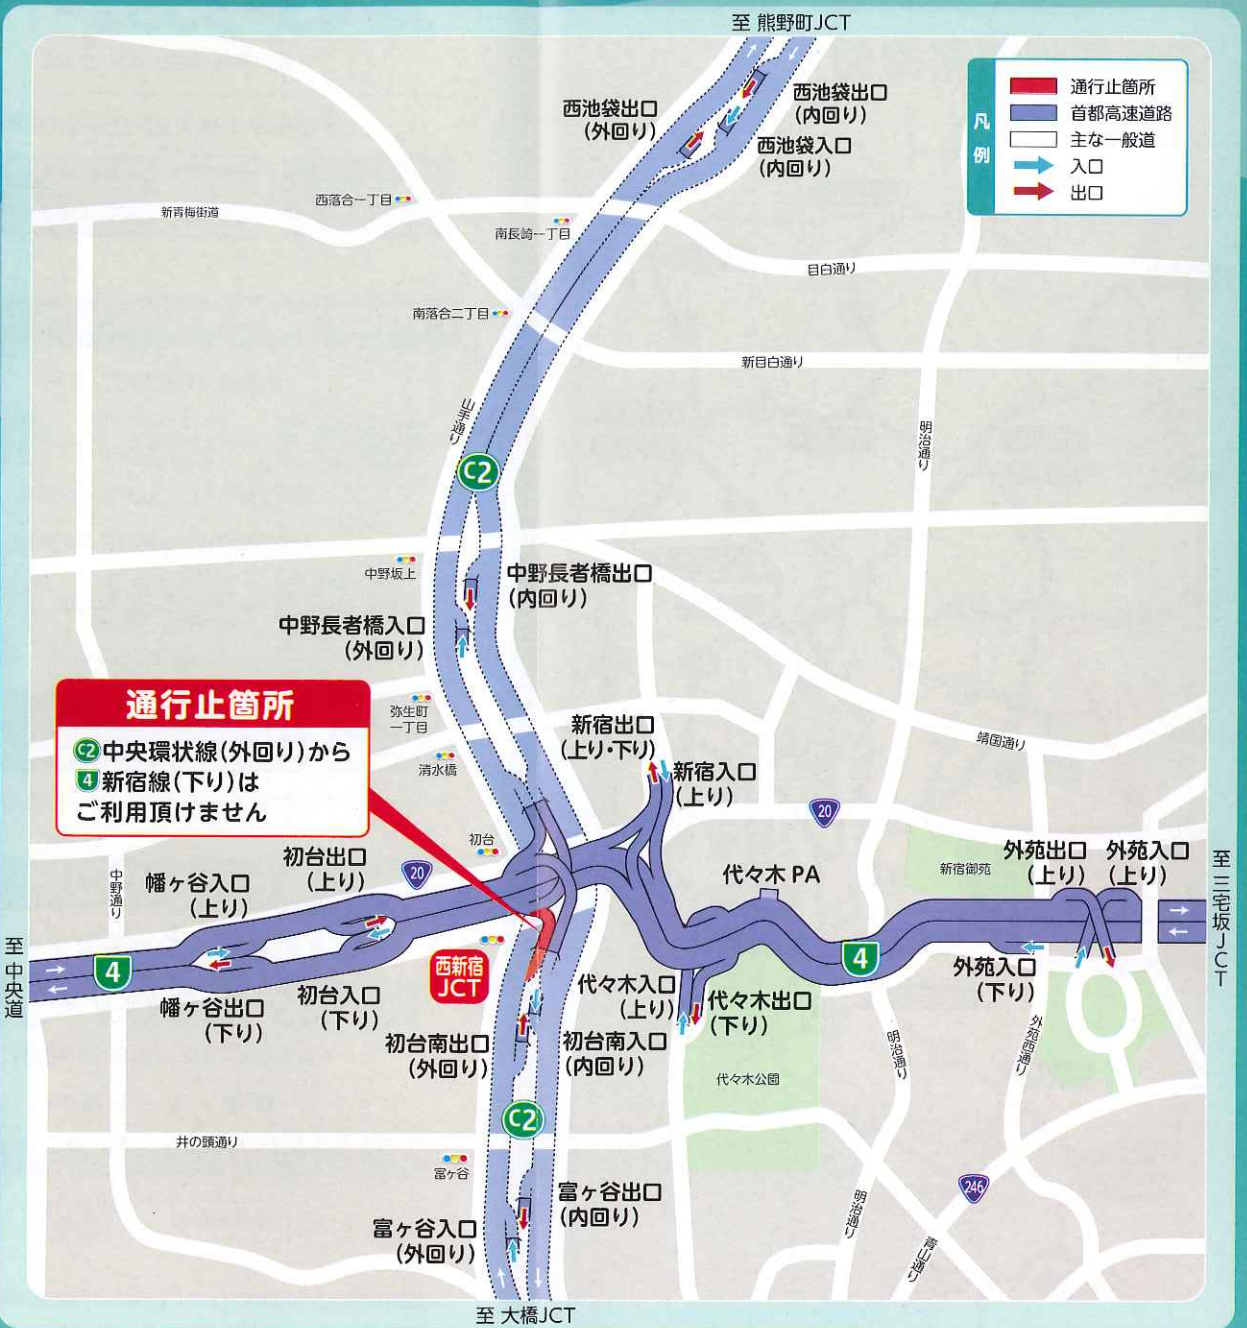 至 熊野町JCT
凡例
通行止箇所
首都高速道路
主な一般道
入口
出口
西池袋出口
(外回り)
西池袋出口
(内回り)
西池袋入口
(内回り)
西落合一丁目
新青梅街道
南長崎一丁目
目白通り
南落合二丁目
新目白通り
山手通り
明治通り
C2
中野坂上
中野長者橋出口
(内回り)
中野長者橋入口
(外回り)
通行止箇所
C2中央環状線(外回り)から
4新宿線(下り)は
ご利用頂けません
弥生町
一丁目
清水橋
新宿出口
(上り・下り)
新宿入口
(上り)
靖国通り
20
初台
初台出口
(上り)
20
幡ヶ谷入口
(上り)
中野通り
代々木 PA
新宿御苑
外苑出口
(上り)
外苑入口
(上り)
至 三宅坂JCT
至 中央道
4
西新宿
JCT
4
幡ヶ谷出口
(下り)
初台入口
(下り)
代々木入口
(上り)
代々木出口
(下り)
外苑入口
(下り)
初台南出口
(外回り)
初台南入口
(内回り)
明治通り
外苑西通り
代々木公園
C2
井の頭通り
富ヶ谷
富ヶ谷出口
(内回り)
富ヶ谷入口
(外回り)
246
明治通り
青山通り
至 大橋JCT